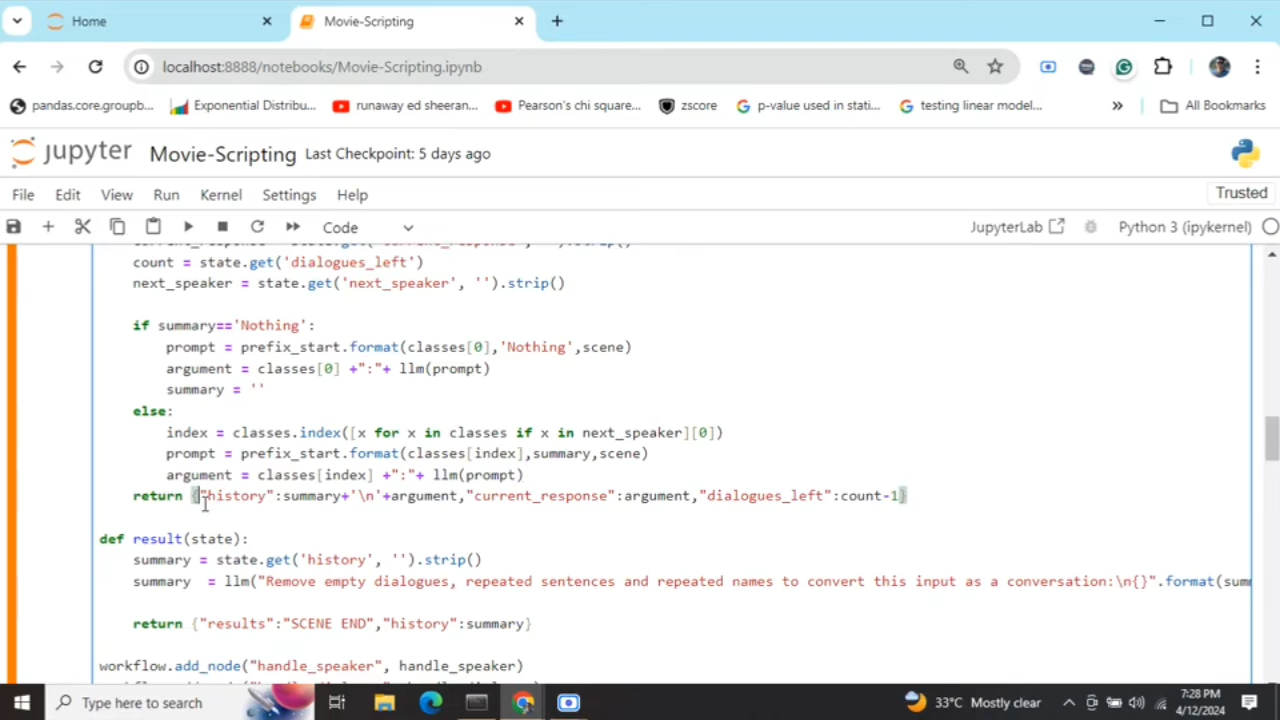 Home
Movie-Scripting
localhost:8888/notebooks/Movie-Scripting.ipynb
pandas.core.groupb...
Exponential Distribu...
runaway ed sheeran...
Pearson's chi square...
zscore
p-value used in stati...
testing linear model...
All Bookmarks
jupyter Movie-Scripting Last Checkpoint: 5 days ago
File Edit View Run Kernel Settings Help
Trusted
Code
JupyterLab
Python 3 (ipykernel)
count = state.get('dialogues_left')
next_speaker = state.get('next_speaker', '').strip()
if summary=='Nothing':
prompt = prefix_start.format(classes[0],'Nothing',scene)
argument = classes[0] +":"+ llm(prompt)
summary = ''
else:
index = classes.index([x for x in classes if x in next_speaker][0])
prompt = prefix_start.format(classes[index],summary,scene)
argument = classes[index] +":"+ llm(prompt)
return {"history":summary+'\n'+argument,"current_response":argument,"dialogues_left":count-1}
def result(state):
summary = state.get('history', '').strip()
summary = llm("Remove empty dialogues, repeated sentences and repeated names to convert this input as a conversation:\n{}".format(sum
return {"results":"SCENE END","history":summary}
workflow.add_node("handle_speaker", handle_speaker)
Type here to search
33°C Mostly clear
7:28 PM
4/12/2024